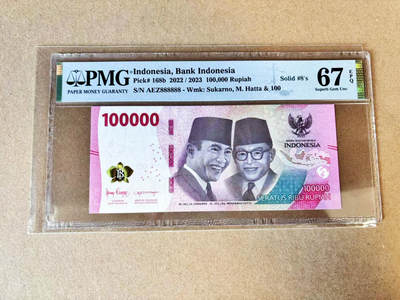 PMG
PAPER MONEY GUARANTY
Indonesia, Bank Indonesia
Pick# 168b 2022 / 2023 100,000 Rupiah
S/N AEZ888888 - Wmk: Sukarno, M. Hatta & 100
Solid #8's
67 EPQ
Superb Gem Unc
100000
INDONESIA
100000
SERATUS RIBU RUPIAH